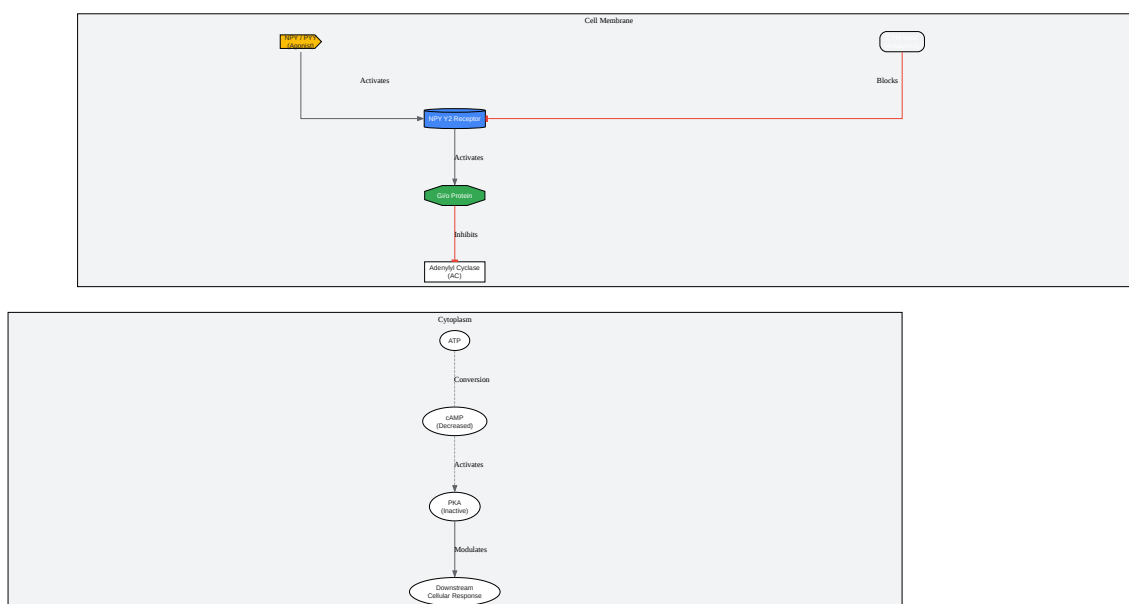 Cell Membrane
NPY / PYY
(Agonist)
Activates
Blocks
NPY Y2 Receptor
Activates
Gi/o Protein
Inhibits
Adenylyl Cyclase
(AC)
Cytoplasm
ATP
Conversion
cAMP
(Decreased)
Activates
PKA
(Inactive)
Modulates
Downstream
Cellular Response